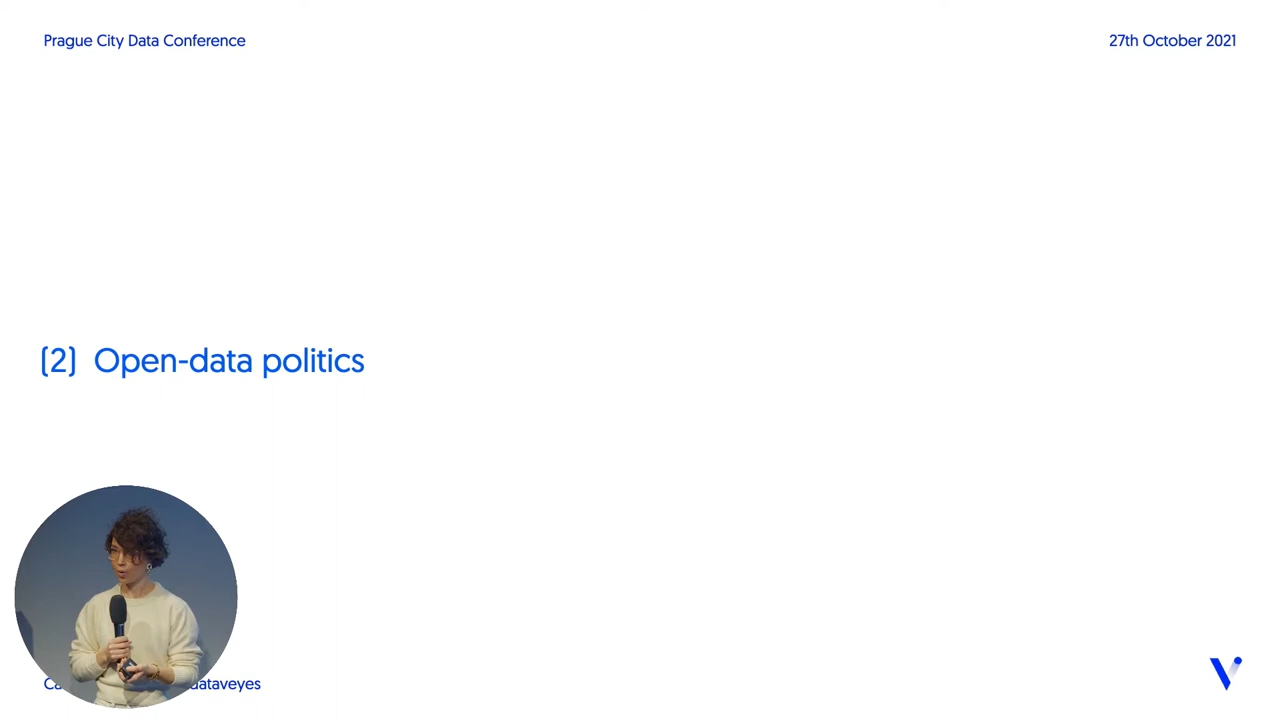 Prague City Data Conference
27th October 2021
(2) Open-data politics
dataveyes